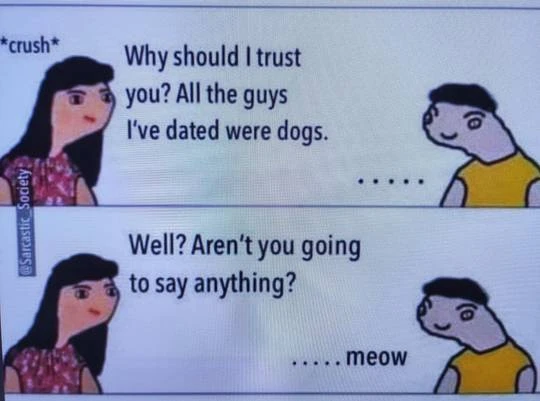 *crush*
Why should I trust
you? All the guys
I've dated were dogs.
.....
@Sarcastic_Society
Well? Aren't you going
to say anything?
.....meow